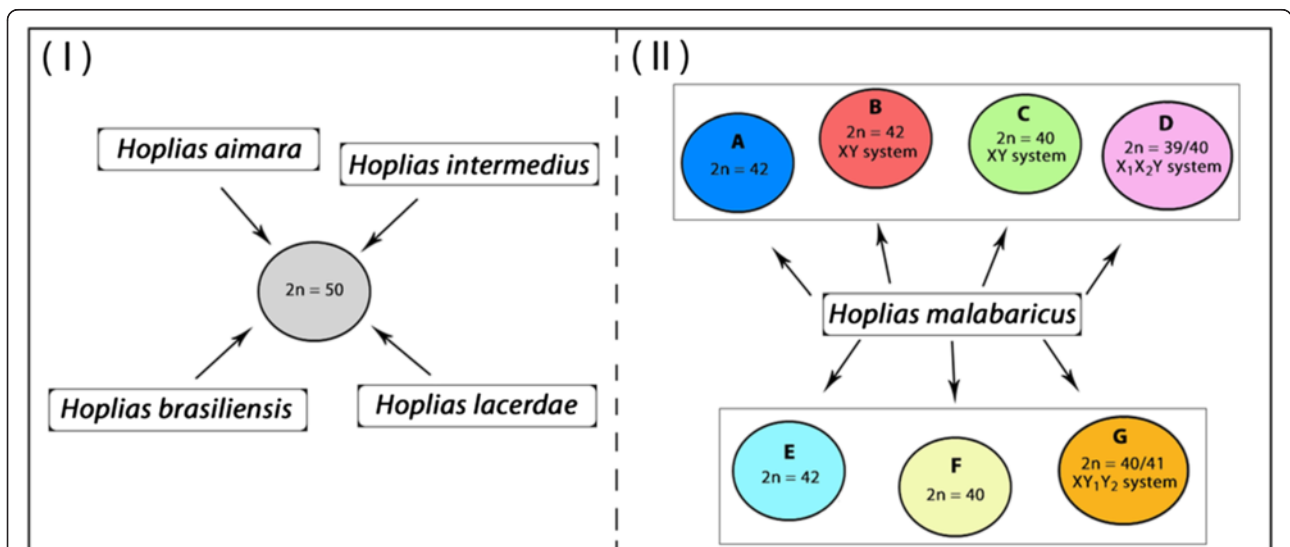 ( I )
Hoplias aimara
Hoplias intermedius
2n = 50
Hoplias brasiliensis
Hoplias lacerdae
( II )
A
2n = 42
B
2n = 42
XY system
C
2n = 40
XY system
D
2n = 39/40
X₁X₂Y system
Hoplias malabaricus
E
2n = 42
F
2n = 40
G
2n = 40/41
XY₁Y₂ system